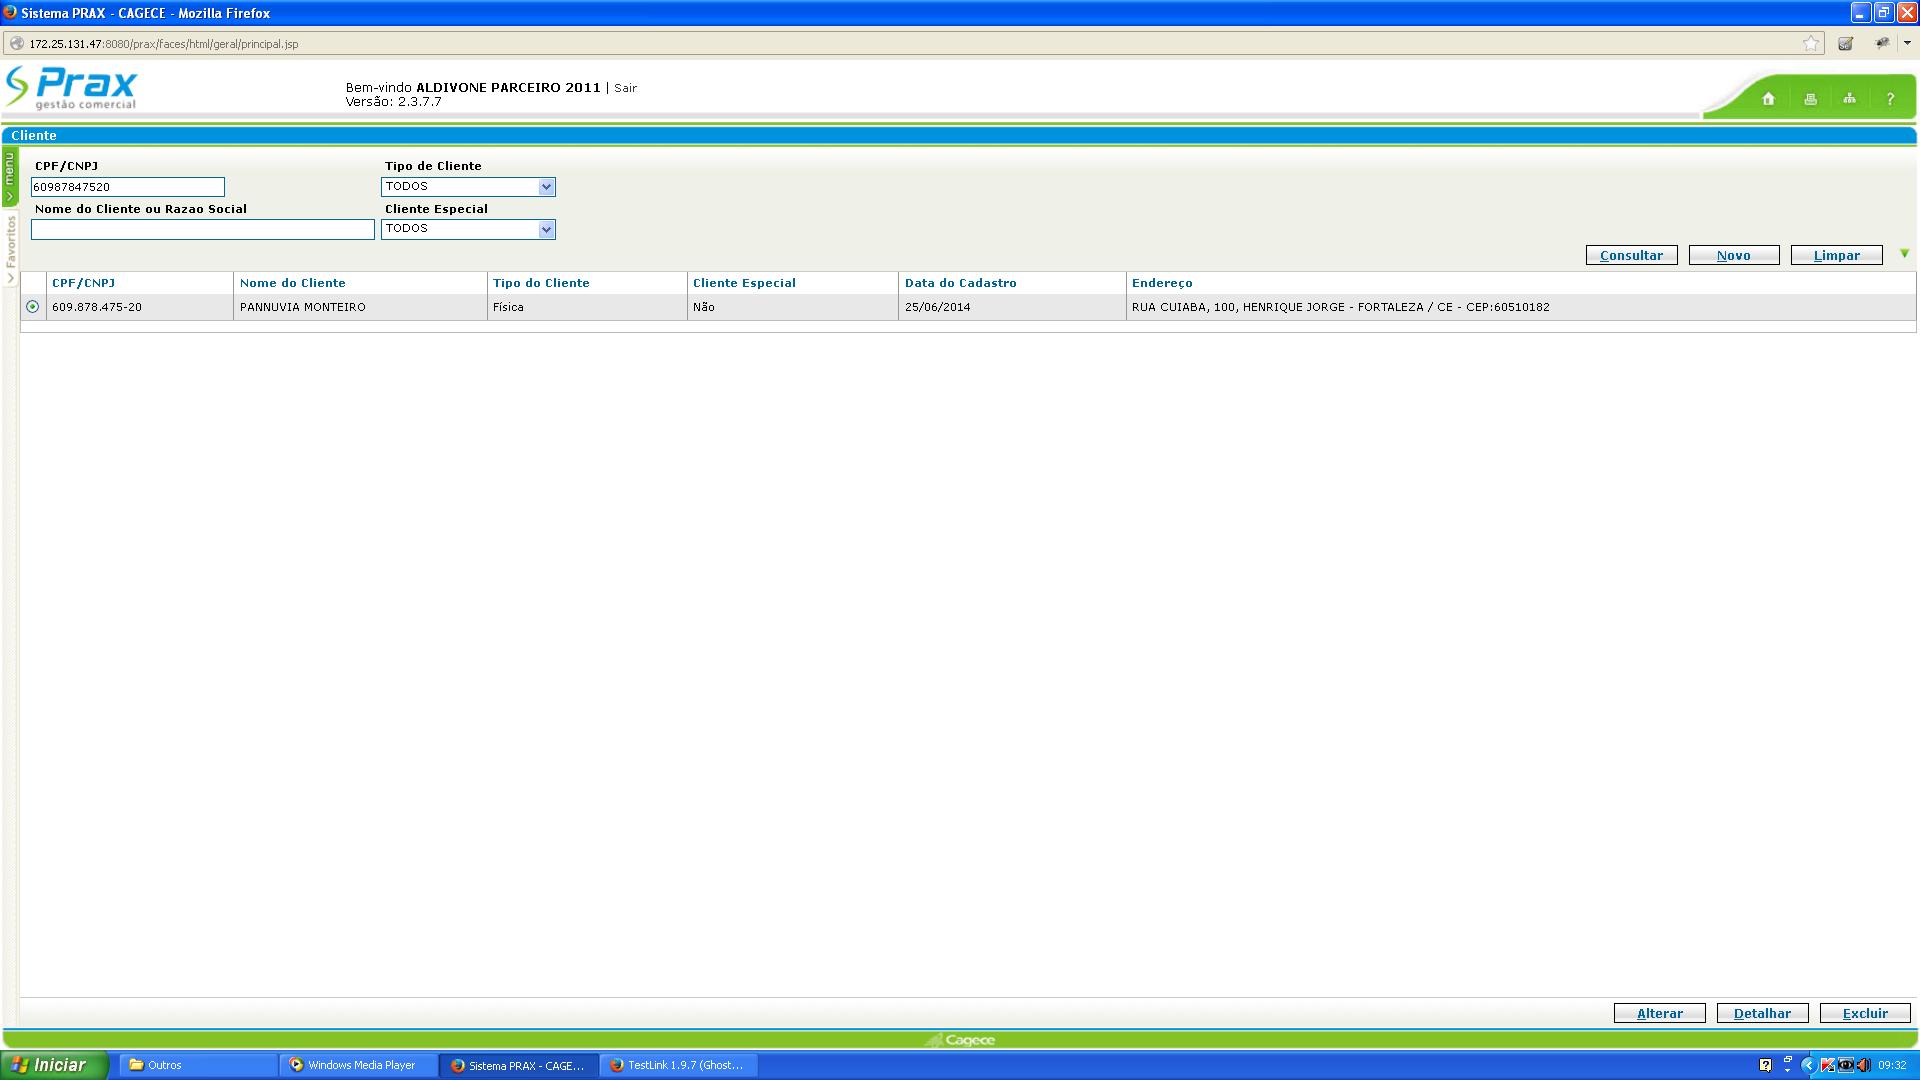 Sistema PRAX - CAGECE - Mozilla Firefox
172.25.131.47:8080/prax/faces/html/geral/principal.jsp
Prax
gestão comercial
Bem-vindo ALDIVONE PARCEIRO 2011 | Sair
Versão: 2.3.7.7
?
Cliente
menu
Favoritos
CPF/CNPJ
Tipo de Cliente
60987847520
TODOS
Nome do Cliente ou Razao Social
Cliente Especial
TODOS
Consultar
Novo
Limpar
CPF/CNPJ Nome do Cliente Tipo do Cliente Cliente Especial Data do Cadastro Endereço
609.878.475-20 PANNUVIA MONTEIRO Física Não 25/06/2014 RUA CUIABA, 100, HENRIQUE JORGE - FORTALEZA / CE - CEP:60510182
Alterar
Detalhar
Excluir
Cagece
Iniciar
Outros
Windows Media Player
Sistema PRAX - CAGE...
TestLink 1.9.7 (Ghost...
09:32